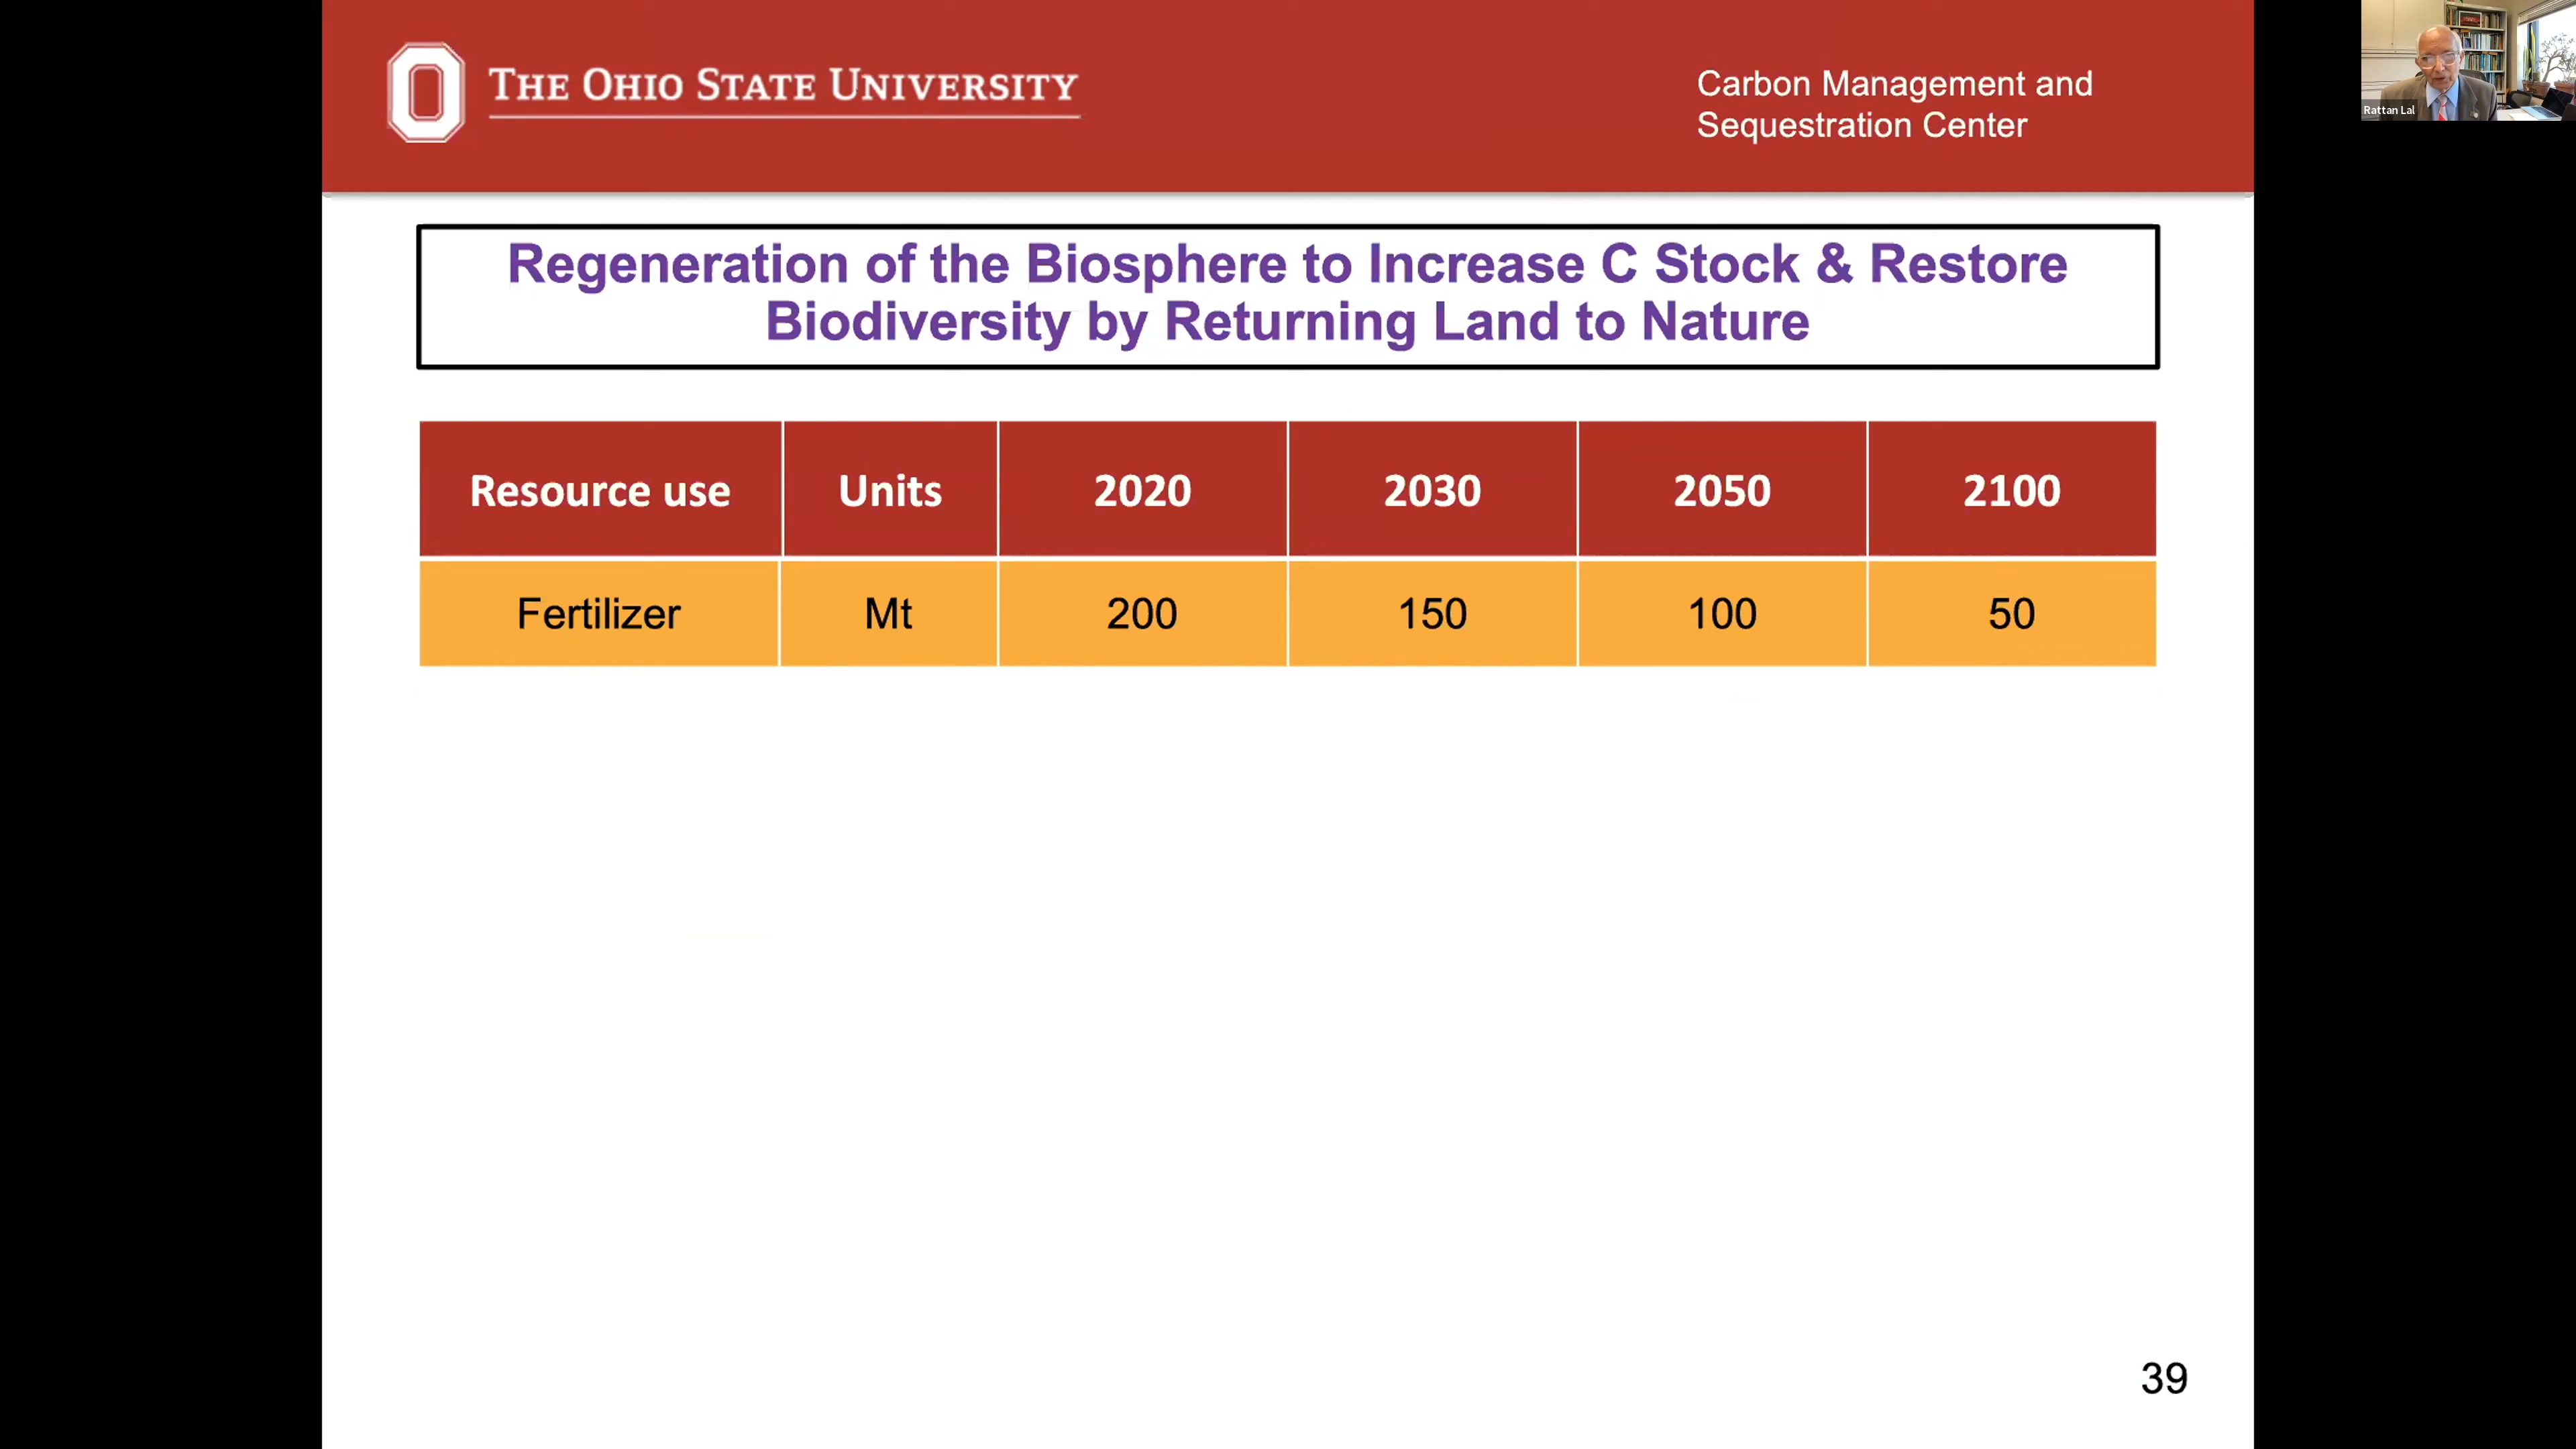 THE OHIO STATE UNIVERSITY
Carbon Management and
Sequestration Center
Rattan Lal
Regeneration of the Biosphere to Increase C Stock & Restore
Biodiversity by Returning Land to Nature
Resource use Units 2020 2030 2050 2100
Fertilizer Mt 200 150 100 50
39